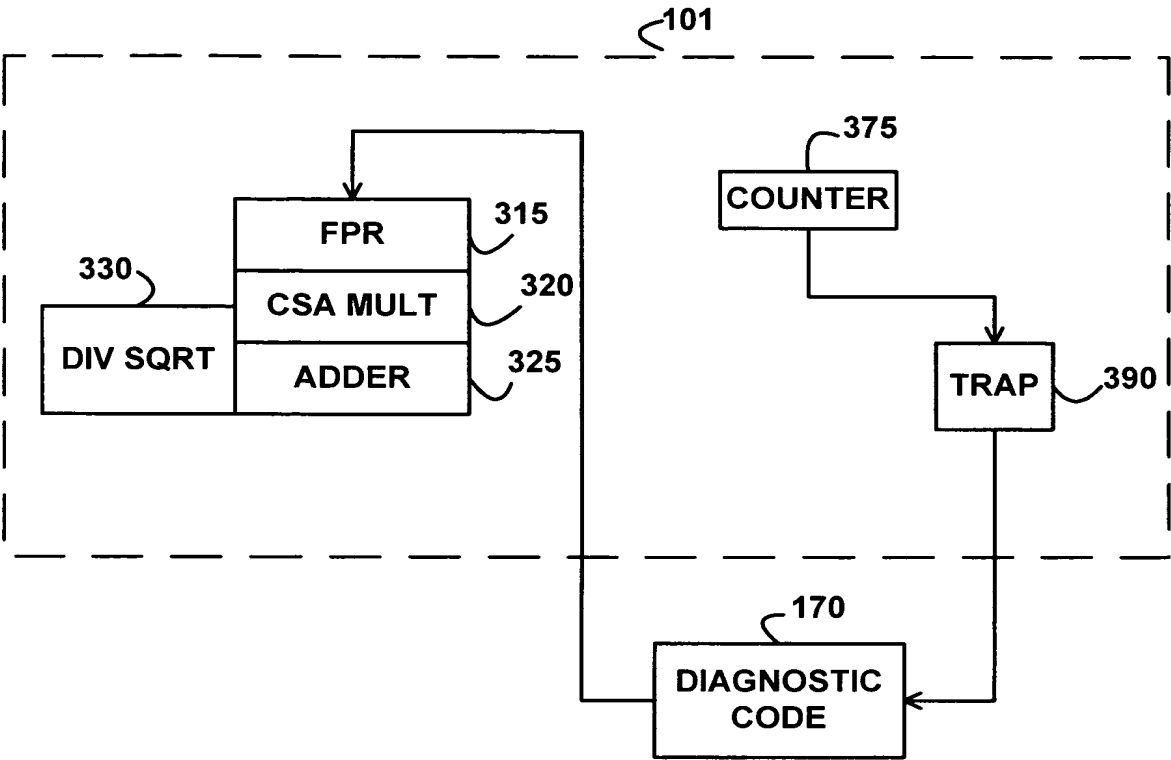 101
375
COUNTER
FPR
315
330
CSA MULT
320
DIV SQRT
ADDER
325
TRAP
390
170
DIAGNOSTIC
CODE